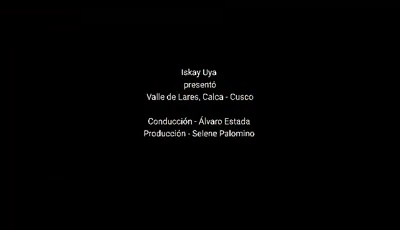 Iskay Uya
presentó
Valle de Lares, Calca - Cusco
Conducción - Álvaro Estada
Producción - Selene Palomino